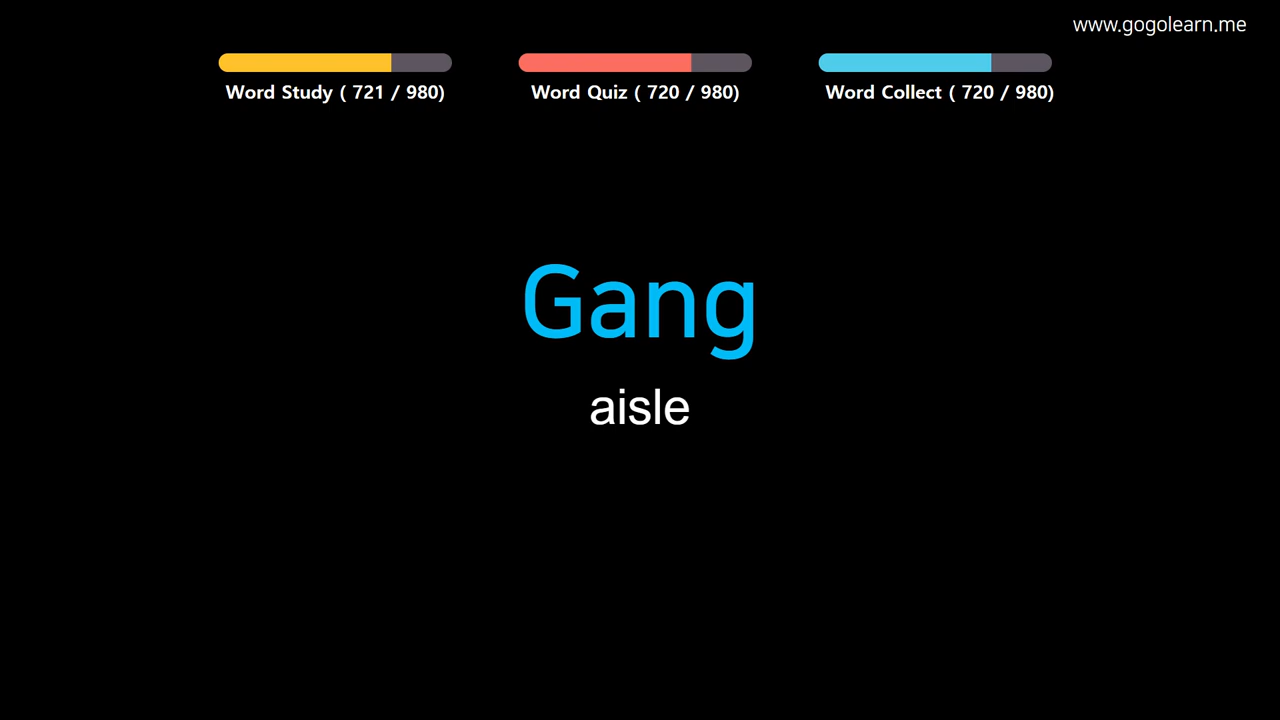 www.gogolearn.me
Word Study ( 721 / 980)
Word Quiz ( 720 / 980)
Word Collect ( 720 / 980)
Gang
aisle